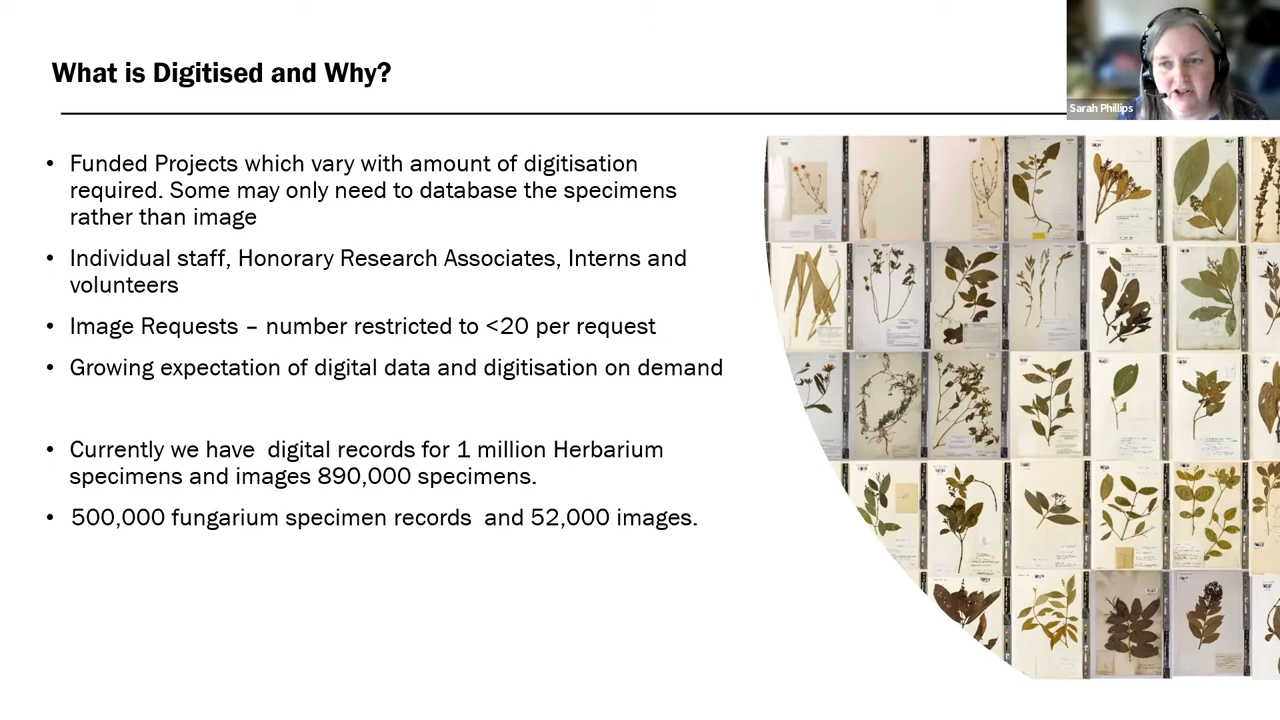 What is Digitised and Why?
Sarah Phillips
• Funded Projects which vary with amount of digitisation
required. Some may only need to database the specimens
rather than image
• Individual staff, Honorary Research Associates, Interns and
volunteers
• Image Requests – number restricted to <20 per request
• Growing expectation of digital data and digitisation on demand
• Currently we have  digital records for 1 million Herbarium
specimens and images 890,000 specimens.
• 500,000 fungarium specimen records  and 52,000 images.